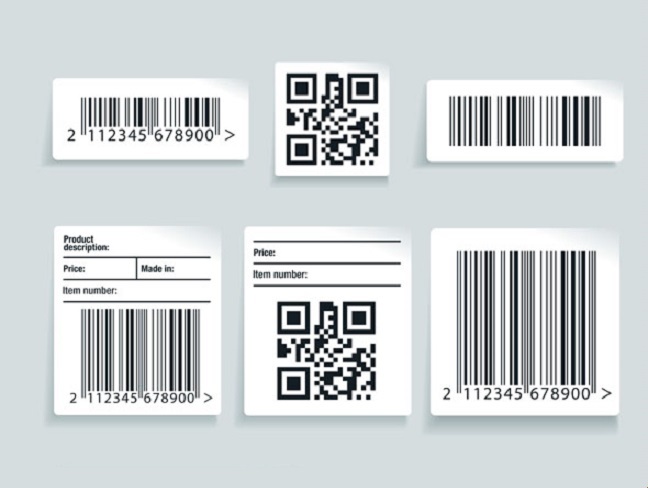 2 112345 678900 >
Product
description:
Price: Made in:
Item number:
2 112345 678900 >
Price:
Item number:
2 112345 678900 >